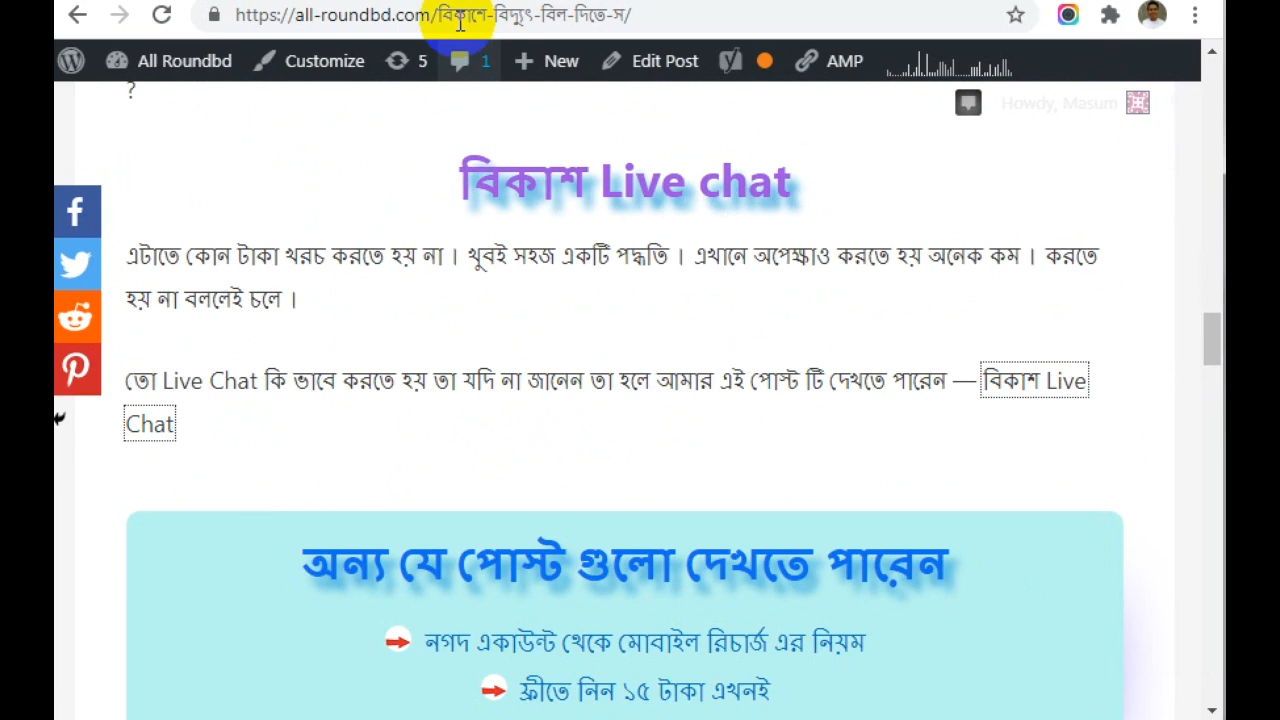 https://all-roundbd.com/বিকাশে-বিদ্যুৎ-বিল-দিতে-স/
All Roundbd Customize 5 1 New Edit Post AMP
?
Howdy, Masum
বিকাশ Live chat
এটাতে কোন টাকা খরচ করতে হয় না । খুবই সহজ একটি পদ্ধতি । এখানে অপেক্ষাও করতে হয় অনেক কম । করতে
হয় না বললেই চলে ।
তো Live Chat কি ভাবে করতে হয় তা যদি না জানেন তা হলে আমার এই পোস্ট টি দেখতে পারেন — বিকাশ Live
Chat
অন্য যে পোস্ট গুলো দেখতে পারেন
নগদ একাউন্ট থেকে মোবাইল রিচার্জ এর নিয়ম
ফ্রীতে নিন ১৫ টাকা এখনই